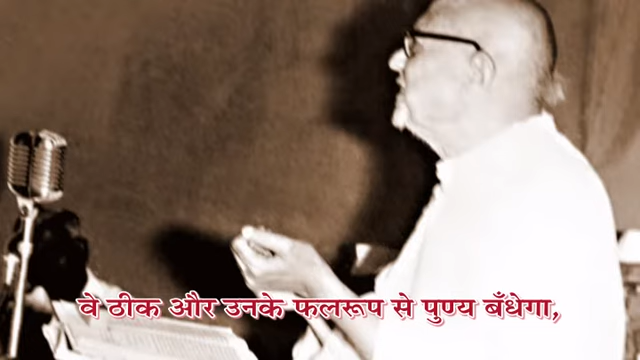 वे ठीक और उनके फलरूप से पुण्य बँधेगा,